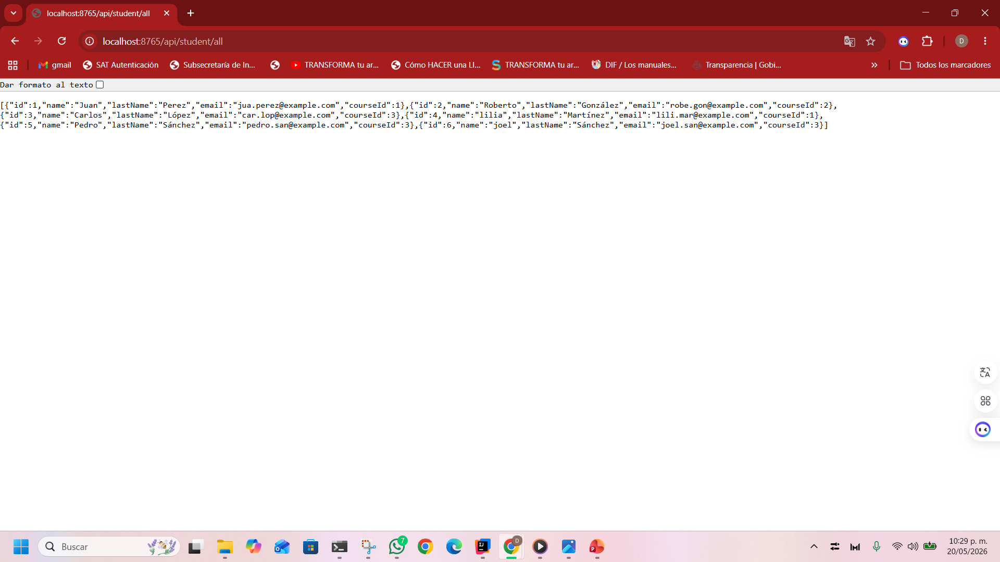 localhost:8765/api/student/all
localhost:8765/api/student/all
D
gmail
SAT Autenticación
Subsecretaría de In...
TRANSFORMA tu ar...
Cómo HACER una LI...
TRANSFORMA tu ar...
DIF / Los manuales...
Transparencia | Gobi...
Todos los marcadores
Dar formato al texto
[{"id":1,"name":"Juan","lastName":"Perez","email":"jua.perez@example.com","courseId":1},{"id":2,"name":"Roberto","lastName":"González","email":"robe.gon@example.com","courseId":2},
{"id":3,"name":"Carlos","lastName":"López","email":"car.lop@example.com","courseId":3},{"id":4,"name":"lilia","lastName":"Martínez","email":"lili.mar@example.com","courseId":1},
{"id":5,"name":"Pedro","lastName":"Sánchez","email":"pedro.san@example.com","courseId":3},{"id":6,"name":"joel","lastName":"Sánchez","email":"joel.san@example.com","courseId":3}]
Buscar
7
D
10:29 p. m.
20/05/2026